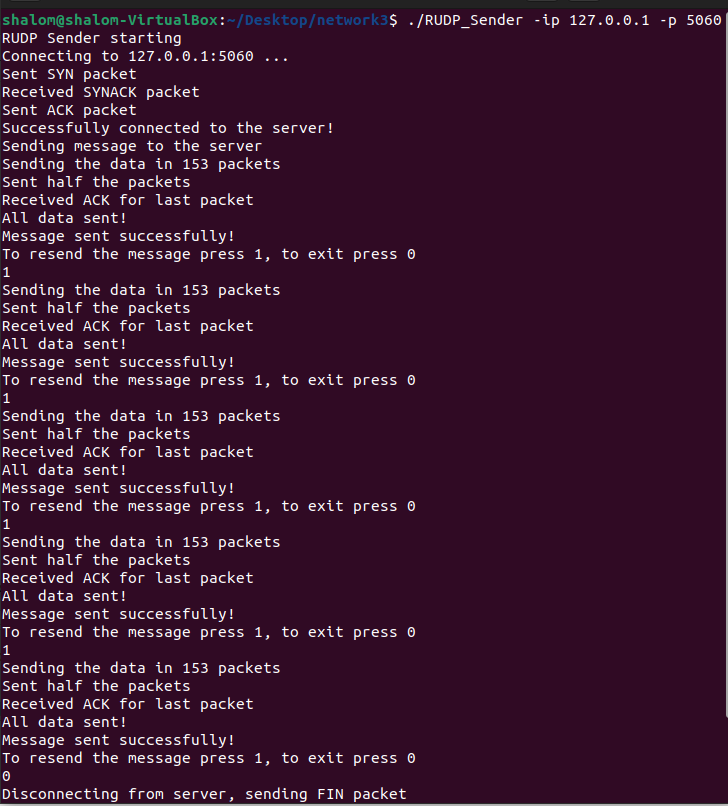 shalom@shalom-VirtualBox:~/Desktop/network3$ ./RUDP_Sender -ip 127.0.0.1 -p 5060
RUDP Sender starting
Connecting to 127.0.0.1:5060 ...
Sent SYN packet
Received SYNACK packet
Sent ACK packet
Successfully connected to the server!
Sending message to the server
Sending the data in 153 packets
Sent half the packets
Received ACK for last packet
All data sent!
Message sent successfully!
To resend the message press 1, to exit press 0
1
Sending the data in 153 packets
Sent half the packets
Received ACK for last packet
All data sent!
Message sent successfully!
To resend the message press 1, to exit press 0
1
Sending the data in 153 packets
Sent half the packets
Received ACK for last packet
All data sent!
Message sent successfully!
To resend the message press 1, to exit press 0
1
Sending the data in 153 packets
Sent half the packets
Received ACK for last packet
All data sent!
Message sent successfully!
To resend the message press 1, to exit press 0
1
Sending the data in 153 packets
Sent half the packets
Received ACK for last packet
All data sent!
Message sent successfully!
To resend the message press 1, to exit press 0
0
Disconnecting from server, sending FIN packet